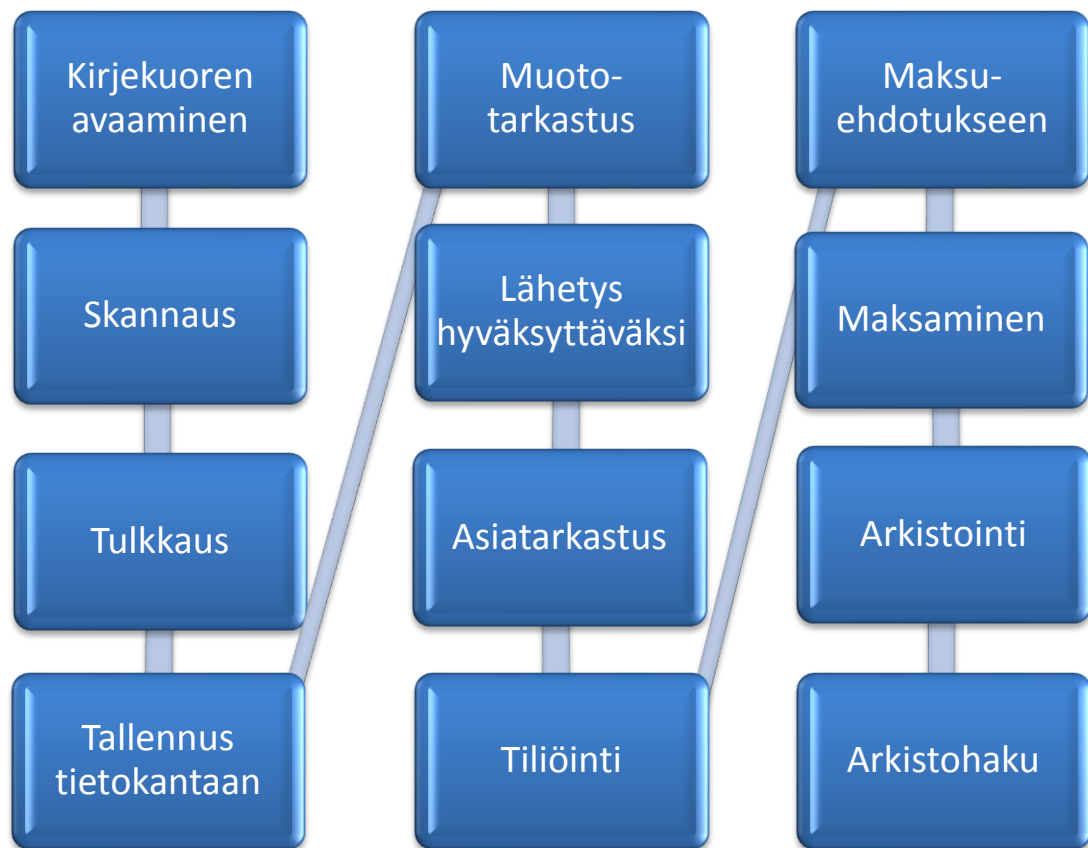 Kirjekuoren
avaaminen
Skannaus
Tulkkaus
Tallennus
tietokantaan
Muoto-
tarkastus
Lähetys
hyväksyttäväksi
Asiatarkastus
Tiliöinti
Maksu-
ehdotukseen
Maksaminen
Arkistointi
Arkistohaku